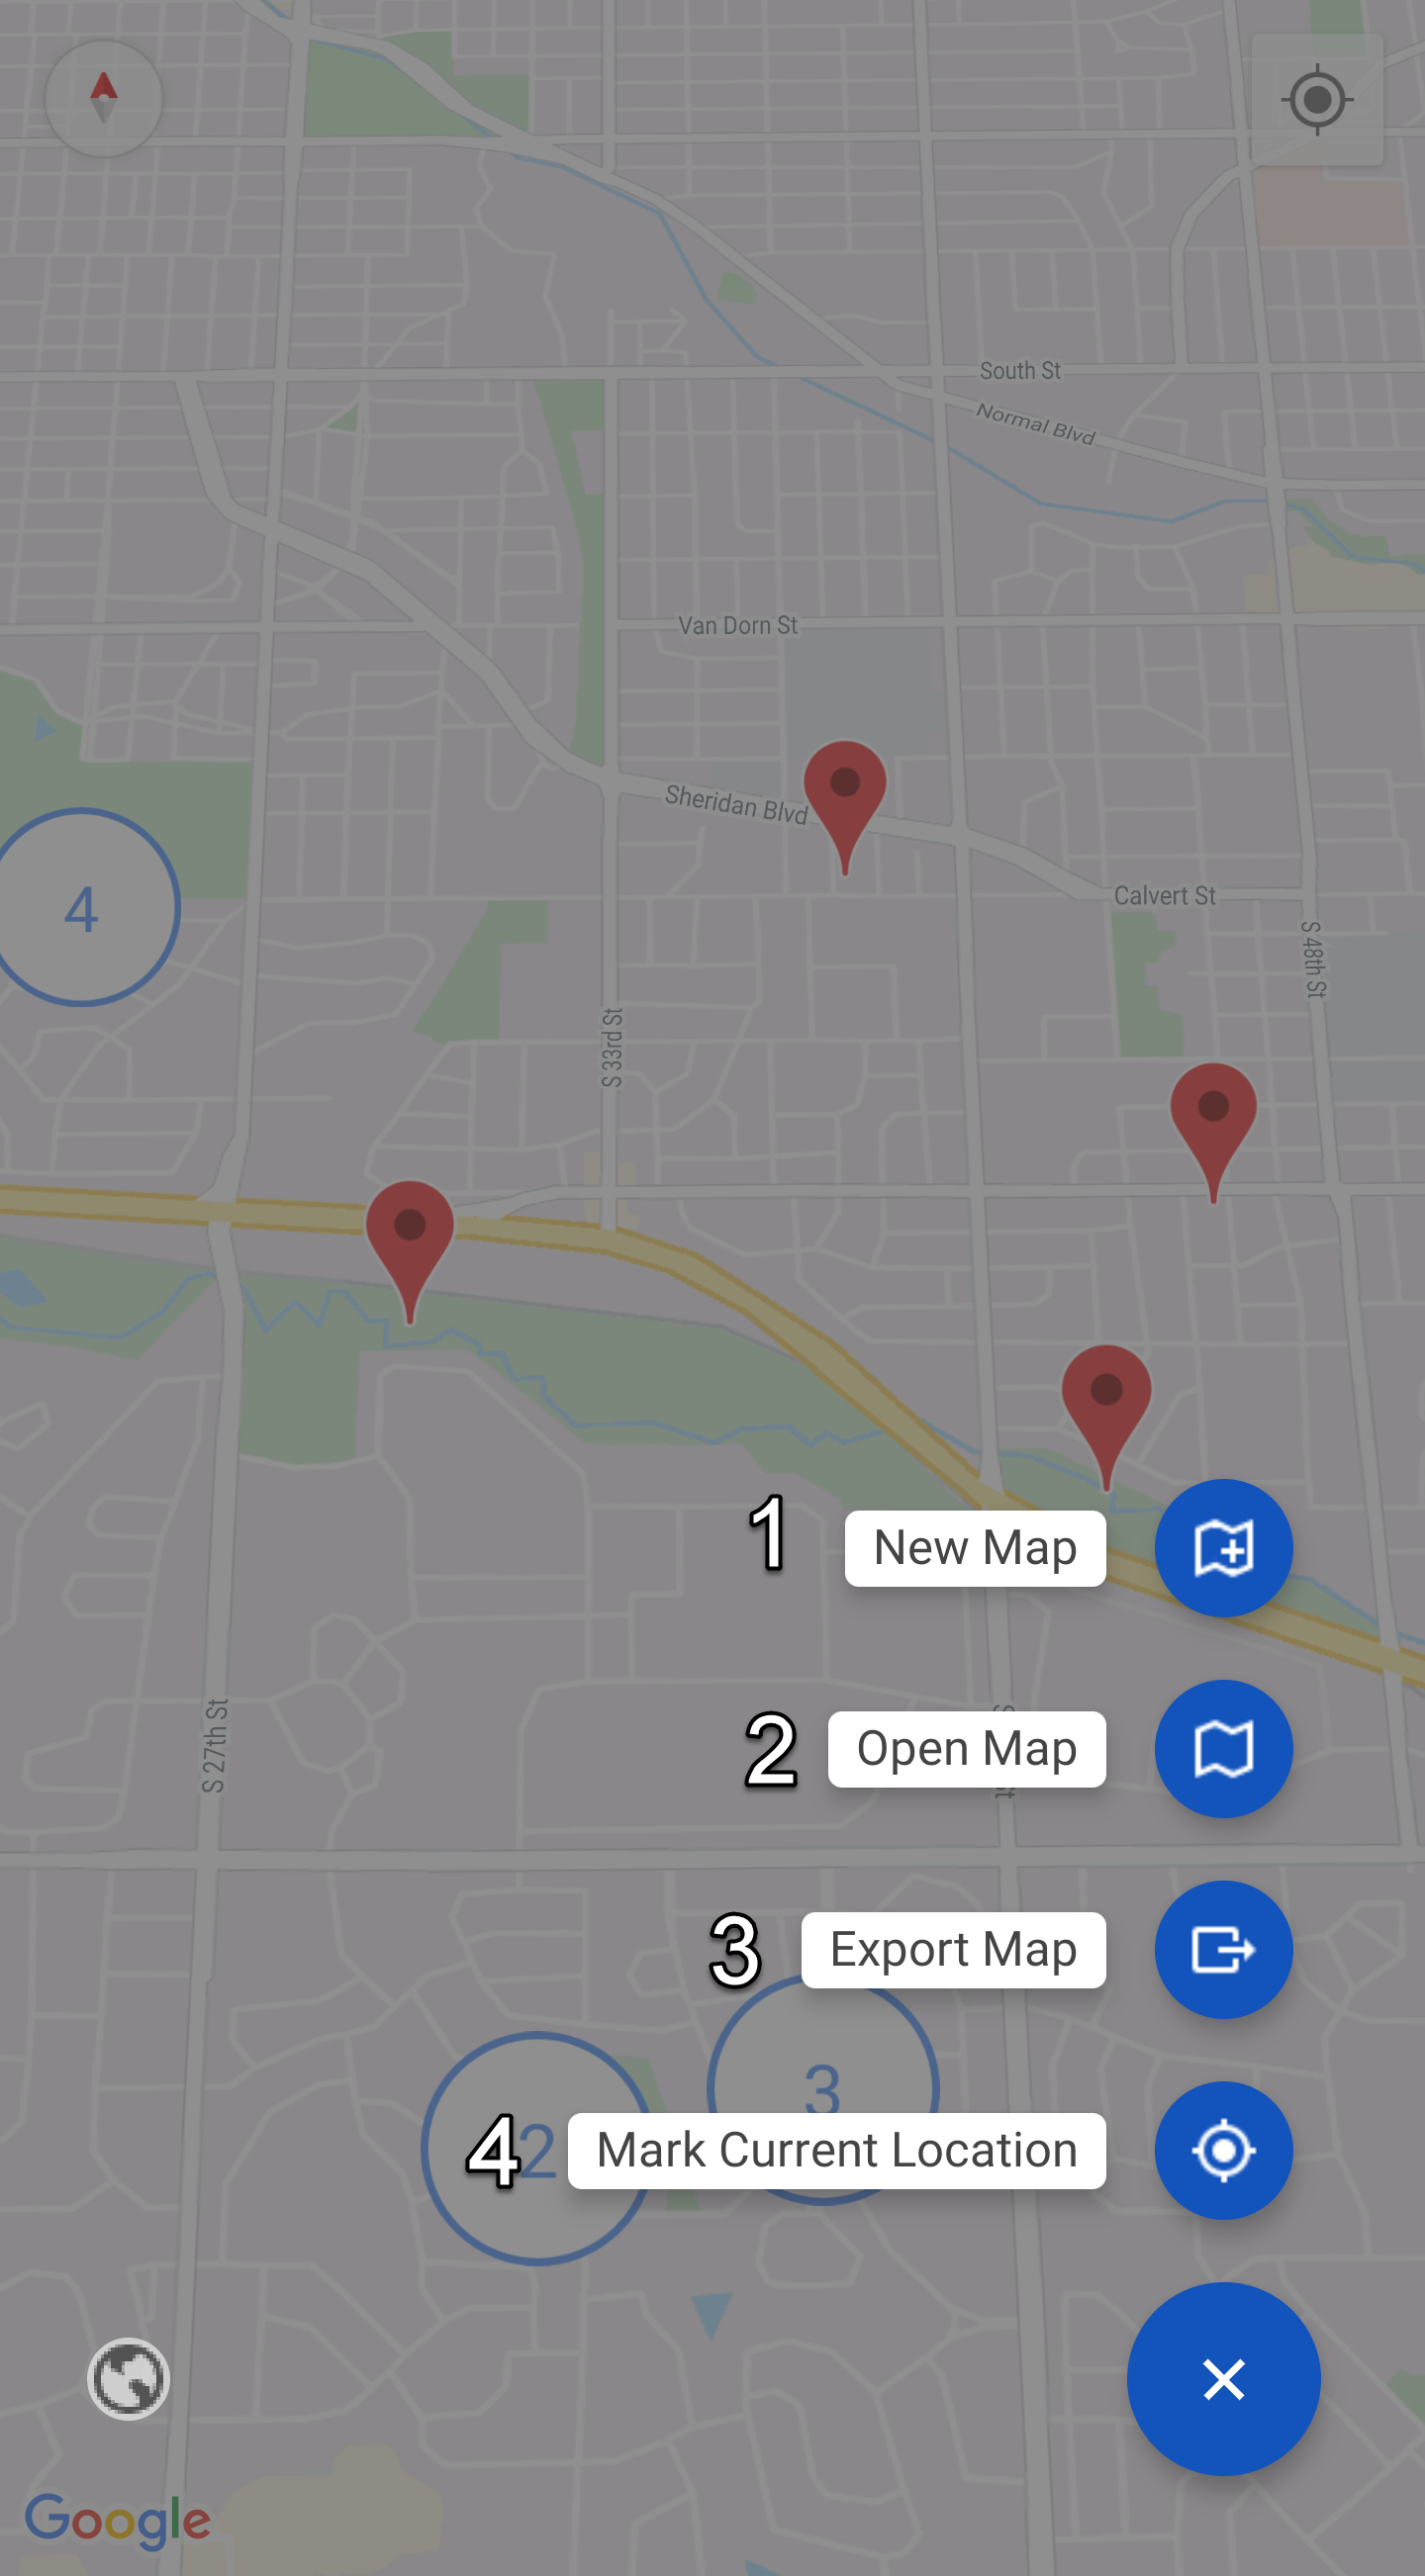 South St
Normal Blvd
Van Dorn St
Sheridan Blvd
4
Calvert St
S 48th St
S 33rd St
1
New Map
S 27th St
2
Open Map
3
Export Map
3
4
2
Mark Current Location
Google